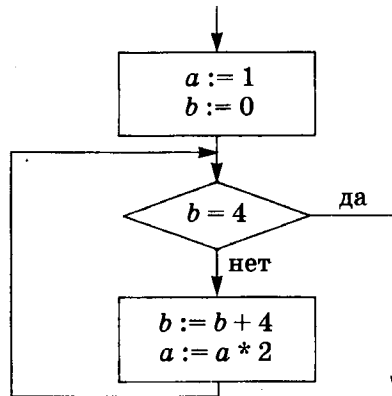 a := 1
b := 0
b = 4
да
нет
b := b + 4
a := a * 2